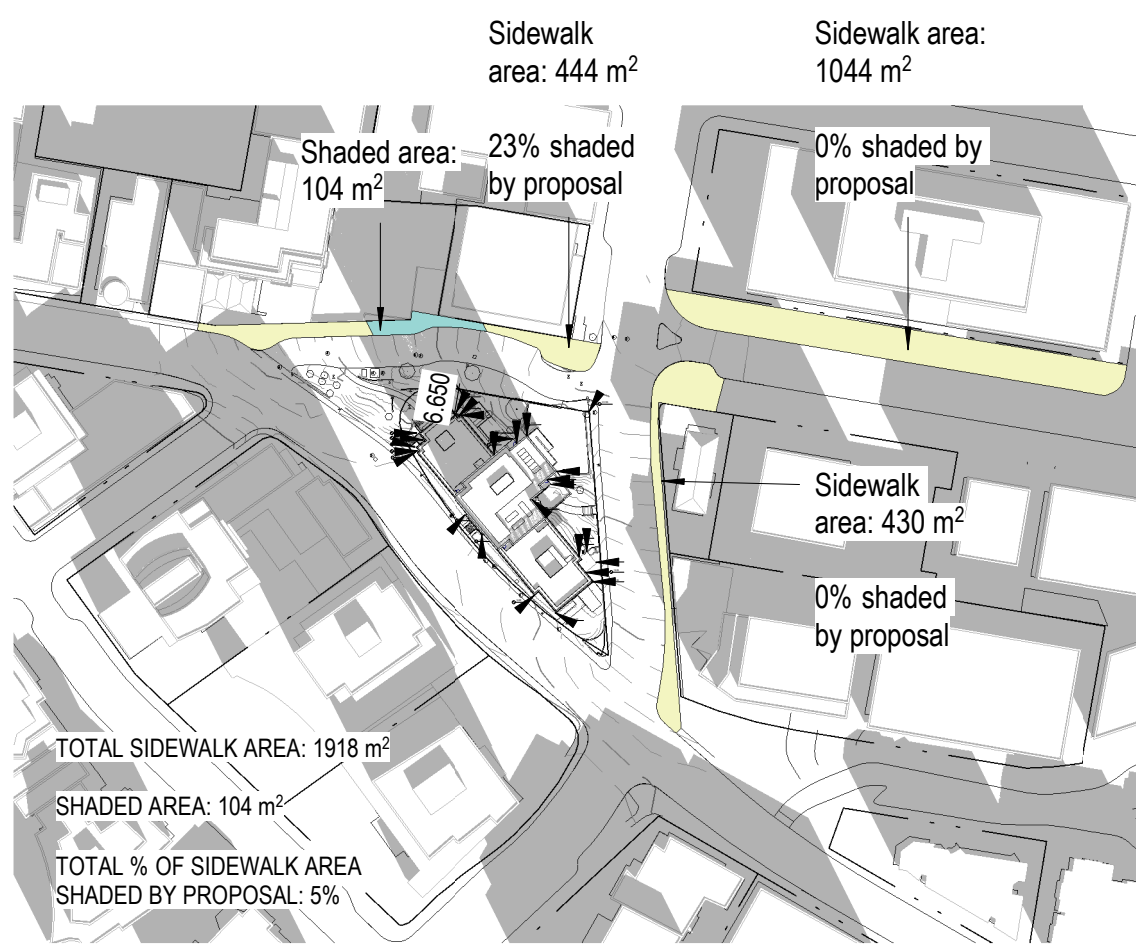 Sidewalk
area: 444 m²
Sidewalk area:
1044 m²
Shaded area:
104 m²
23% shaded
by proposal
0% shaded by
proposal
6.650
Sidewalk
area: 430 m²
0% shaded
by proposal
TOTAL SIDEWALK AREA: 1918 m²
SHADED AREA: 104 m²
TOTAL % OF SIDEWALK AREA
SHADED BY PROPOSAL: 5%